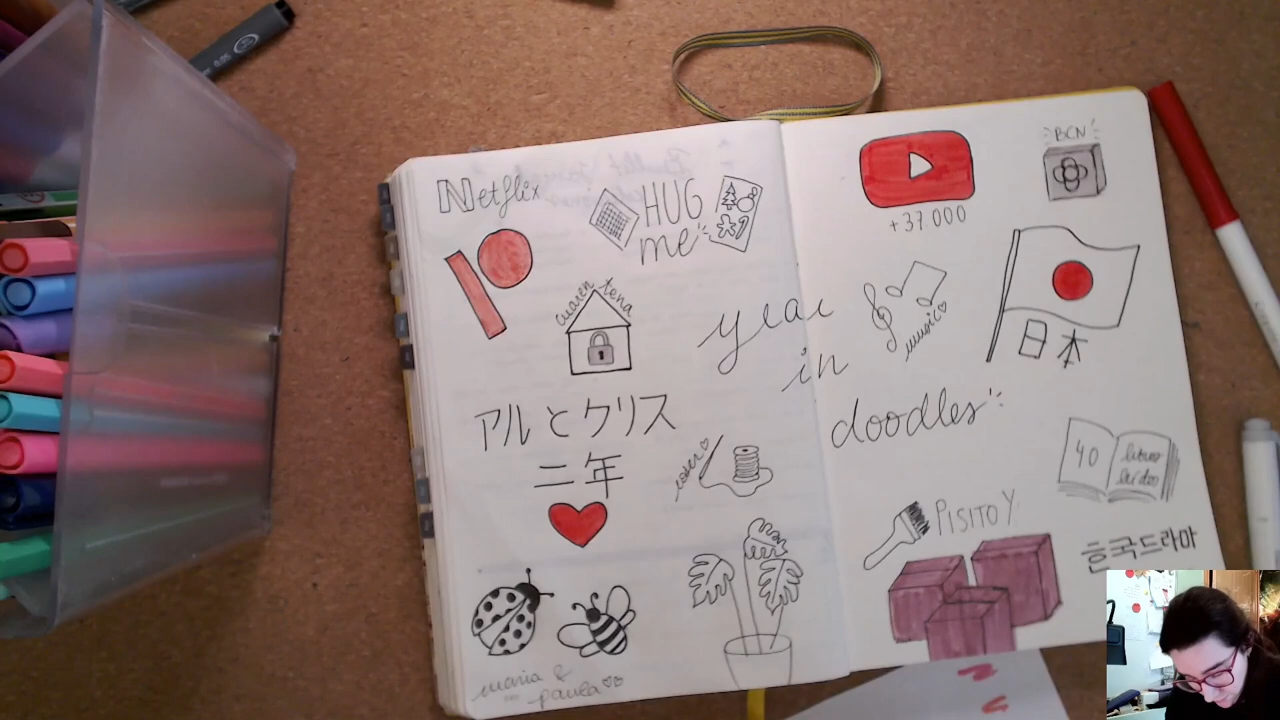 Netflix
HUG
me
cuarentena
アルとクリス
二年
coser
maria &
paula
year
in
doodles
+37.000
BCN
music
日本
40
libros
leídos
PISITO Y
한국드라마